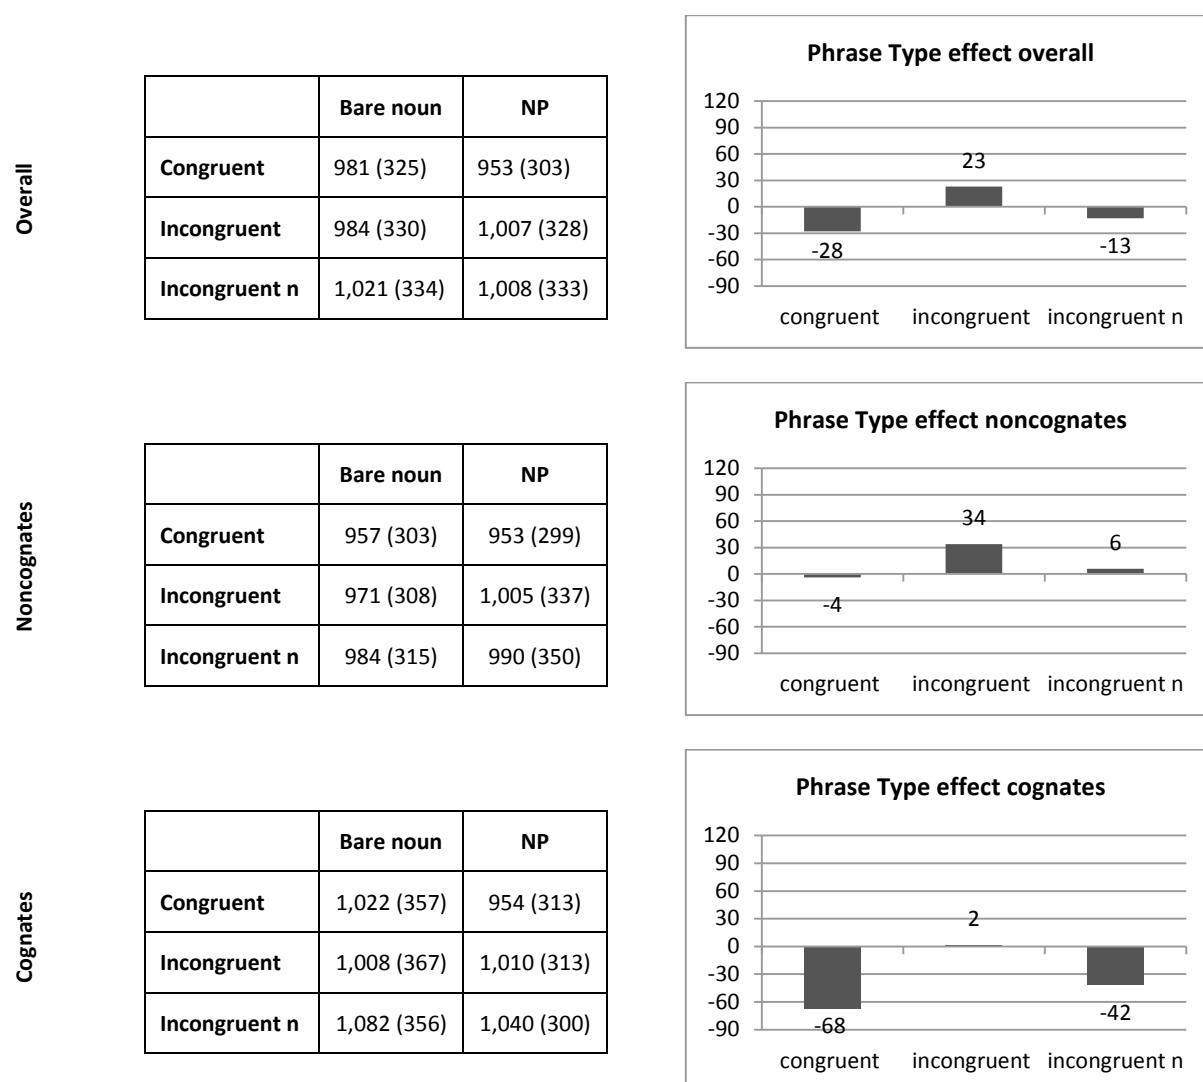 Overall
Bare noun NP
Congruent 981 (325) 953 (303)
Incongruent 984 (330) 1,007 (328)
Incongruent n 1,021 (334) 1,008 (333)
Phrase Type effect overall
120
90
60
30
0
-30
-60
-90
23
-28
-13
congruent incongruent incongruent n
Noncognates
Bare noun NP
Congruent 957 (303) 953 (299)
Incongruent 971 (308) 1,005 (337)
Incongruent n 984 (315) 990 (350)
Phrase Type effect noncognates
120
90
60
30
0
-30
-60
-90
34
6
-4
congruent incongruent incongruent n
Cognates
Bare noun NP
Congruent 1,022 (357) 954 (313)
Incongruent 1,008 (367) 1,010 (313)
Incongruent n 1,082 (356) 1,040 (300)
Phrase Type effect cognates
120
90
60
30
0
-30
-60
-90
2
-68
-42
congruent incongruent incongruent n